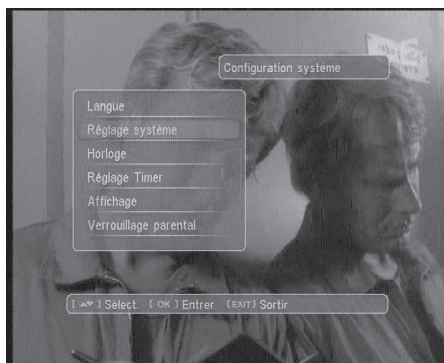 Configuration système
Langue
Réglage système
Horloge
Réglage Timer
Affichage
Verrouillage parental
[ ▲▼ ] Sélect. [ OK ] Entrer [EXIT] Sortir